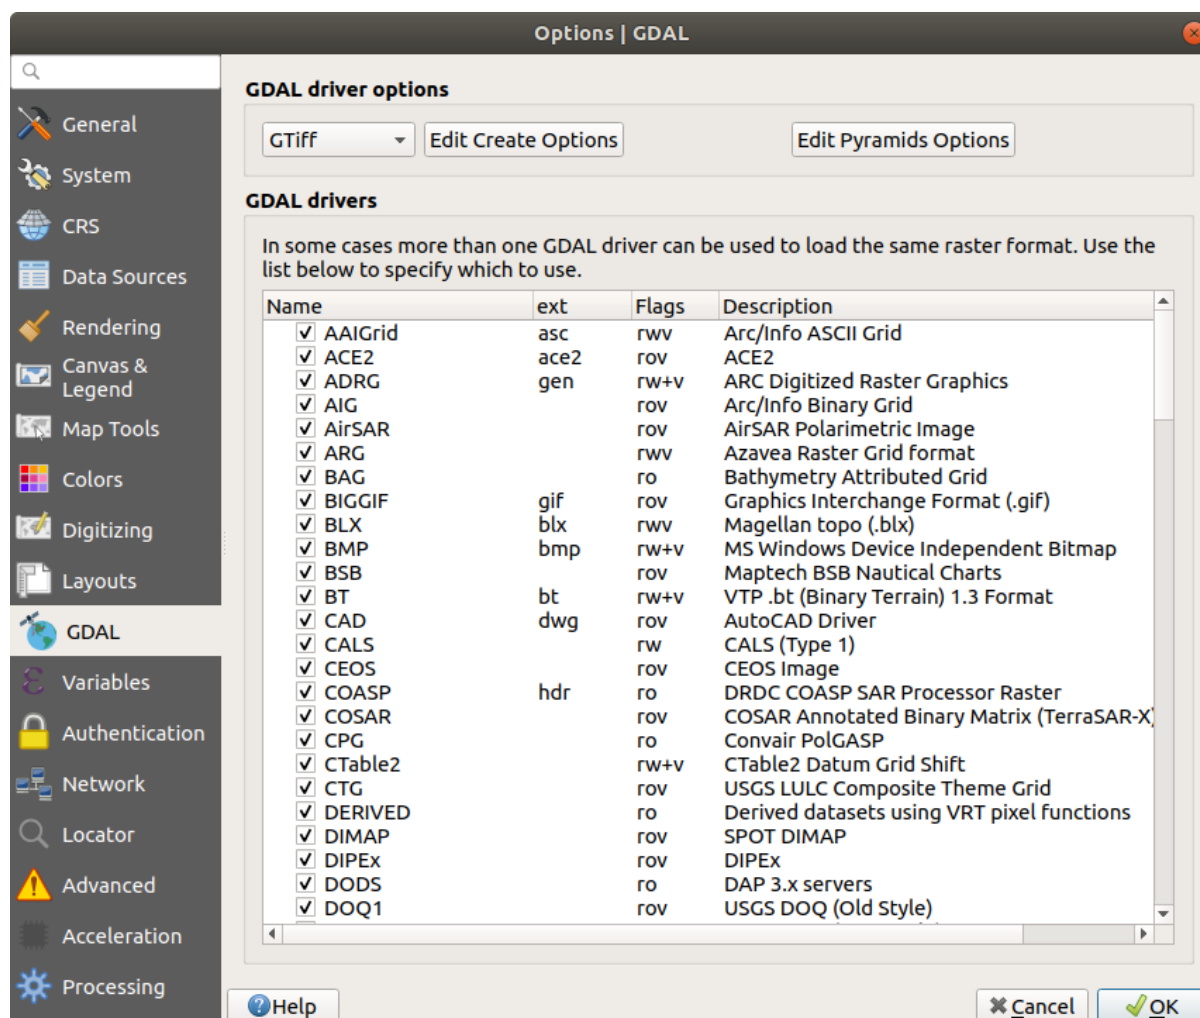 Options | GDAL
General
System
CRS
Data Sources
Rendering
Canvas &
Legend
Map Tools
Colors
Digitizing
Layouts
GDAL
Variables
Authentication
Network
Locator
Advanced
Acceleration
Processing
GDAL driver options
GTiff Edit Create Options Edit Pyramids Options
GDAL drivers
In some cases more than one GDAL driver can be used to load the same raster format. Use the
list below to specify which to use.
Name ext Flags Description
AAIGrid asc rwv Arc/Info ASCII Grid
ACE2 ace2 rov ACE2
ADRG gen rw+v ARC Digitized Raster Graphics
AIG rov Arc/Info Binary Grid
AirSAR rov AirSAR Polarimetric Image
ARG rwv Azavea Raster Grid format
BAG ro Bathymetry Attributed Grid
BIGGIF gif rov Graphics Interchange Format (.gif)
BLX blx rwv Magellan topo (.blx)
BMP bmp rw+v MS Windows Device Independent Bitmap
BSB rov Maptech BSB Nautical Charts
BT bt rw+v VTP .bt (Binary Terrain) 1.3 Format
CAD dwg rov AutoCAD Driver
CALS rw CALS (Type 1)
CEOS rov CEOS Image
COASP hdr ro DRDC COASP SAR Processor Raster
COSAR rov COSAR Annotated Binary Matrix (TerraSAR-X)
CPG ro Convair PolGASP
CTable2 rw+v CTable2 Datum Grid Shift
CTG rov USGS LULC Composite Theme Grid
DERIVED ro Derived datasets using VRT pixel functions
DIMAP rov SPOT DIMAP
DIPEx rov DIPEx
DODS ro DAP 3.x servers
DOQ1 rov USGS DOQ (Old Style)
Help Cancel OK